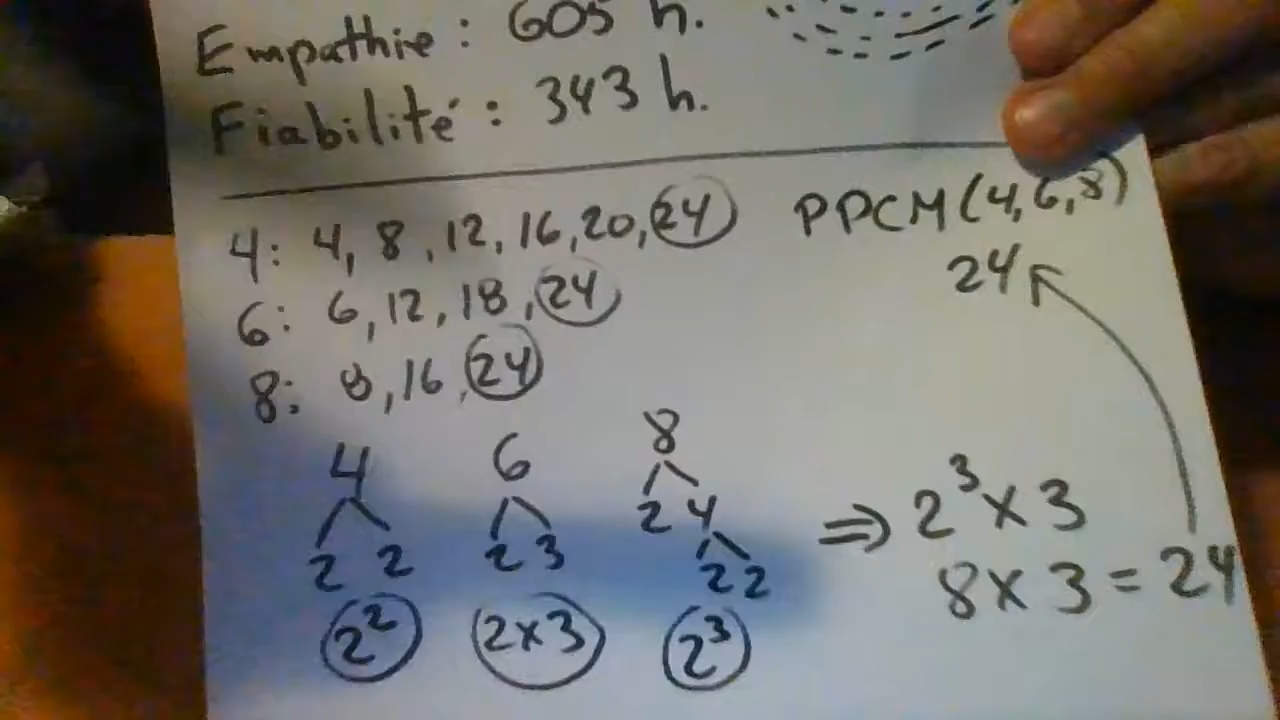 Empathie : 605 h.
Fiabilité : 343 h.
4: 4, 8, 12, 16, 20, 24
6: 6, 12, 18, 24
8: 8, 16, 24
PPCM (4, 6, 8)
24
4 6 8
2 2 2 3 2 4
2 2
2² 2×3 2³
⇒ 2³ × 3
8 × 3 = 24